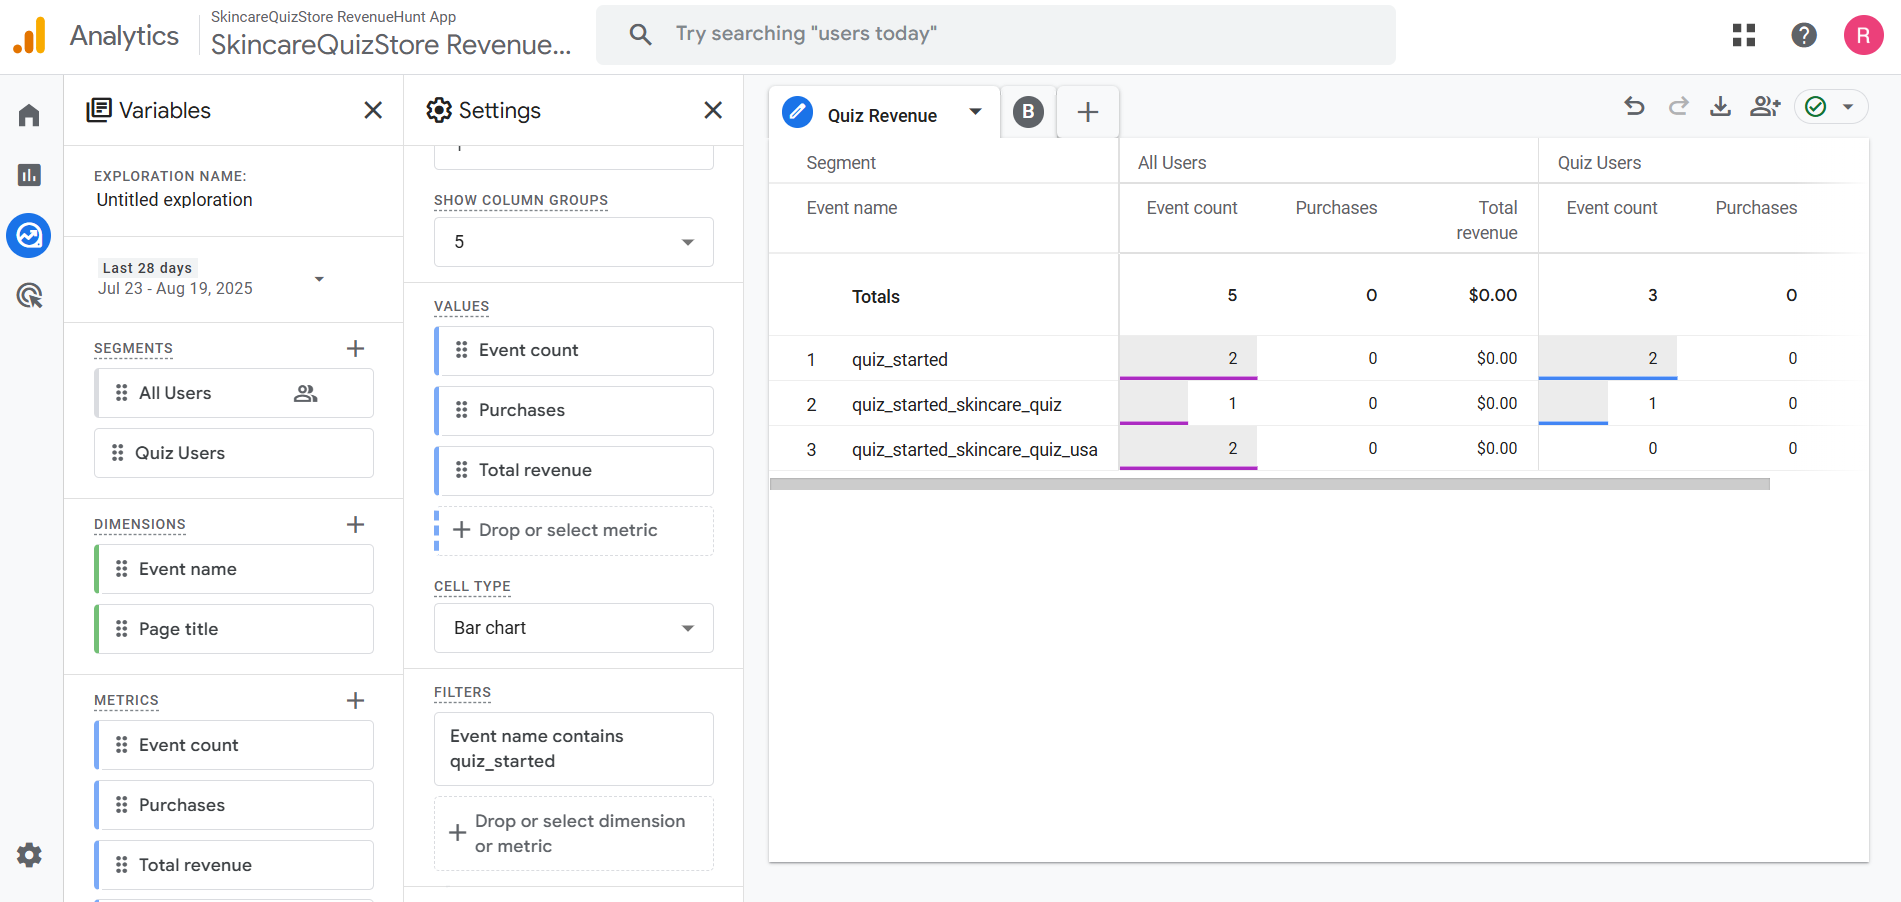 Analytics
SkincareQuizStore RevenueHunt App
SkincareQuizStore Revenue...
Try searching "users today"
R
Variables
EXPLORATION NAME:
Untitled exploration
Last 28 days
Jul 23 - Aug 19, 2025
SEGMENTS
All Users
Quiz Users
DIMENSIONS
Event name
Page title
METRICS
Event count
Purchases
Total revenue
Settings
SHOW COLUMN GROUPS
5
VALUES
Event count
Purchases
Total revenue
Drop or select metric
CELL TYPE
Bar chart
FILTERS
Event name contains
quiz_started
Drop or select dimension
or metric
Quiz Revenue
B
Segment All Users Quiz Users
Event name Event count Purchases Total revenue Event count Purchases
Totals 5 0 $0.00 3 0
1 quiz_started 2 0 $0.00 2 0
2 quiz_started_skincare_quiz 1 0 $0.00 1 0
3 quiz_started_skincare_quiz_usa 2 0 $0.00 0 0